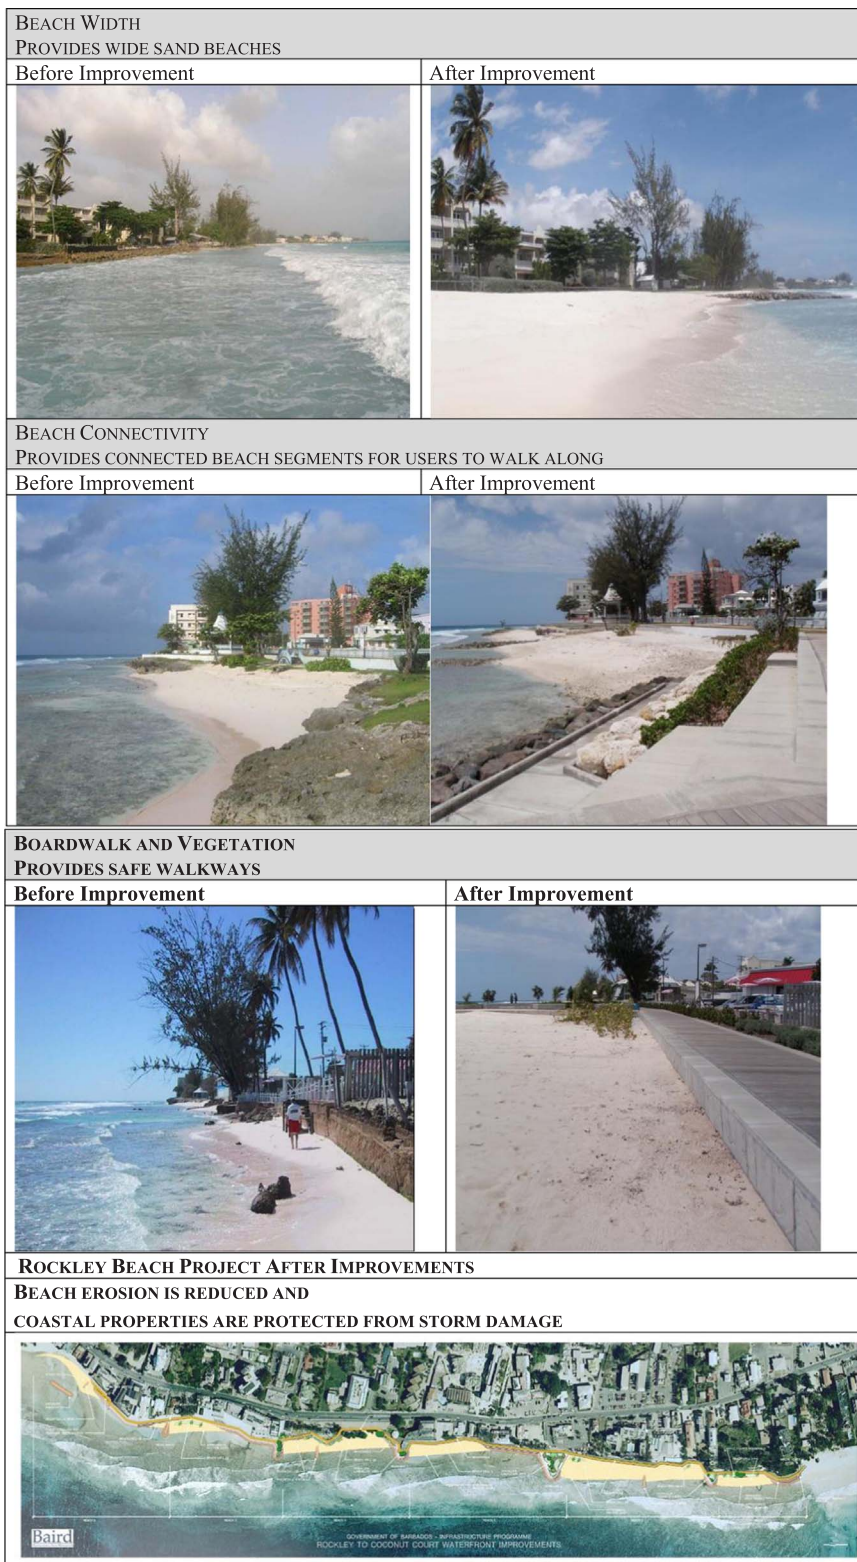 BEACH WIDTH
PROVIDES WIDE SAND BEACHES
Before Improvement
After Improvement
BEACH CONNECTIVITY
PROVIDES CONNECTED BEACH SEGMENTS FOR USERS TO WALK ALONG
Before Improvement
After Improvement
BOARDWALK AND VEGETATION
PROVIDES SAFE WALKWAYS
Before Improvement
After Improvement
ROCKLEY BEACH PROJECT AFTER IMPROVEMENTS
BEACH EROSION IS REDUCED AND
COASTAL PROPERTIES ARE PROTECTED FROM STORM DAMAGE
Baird
GOVERNMENT OF BARBADOS - INFRASTRUCTURE PROGRAMME
ROCKLEY TO COCONUT COURT WATERFRONT IMPROVEMENTS